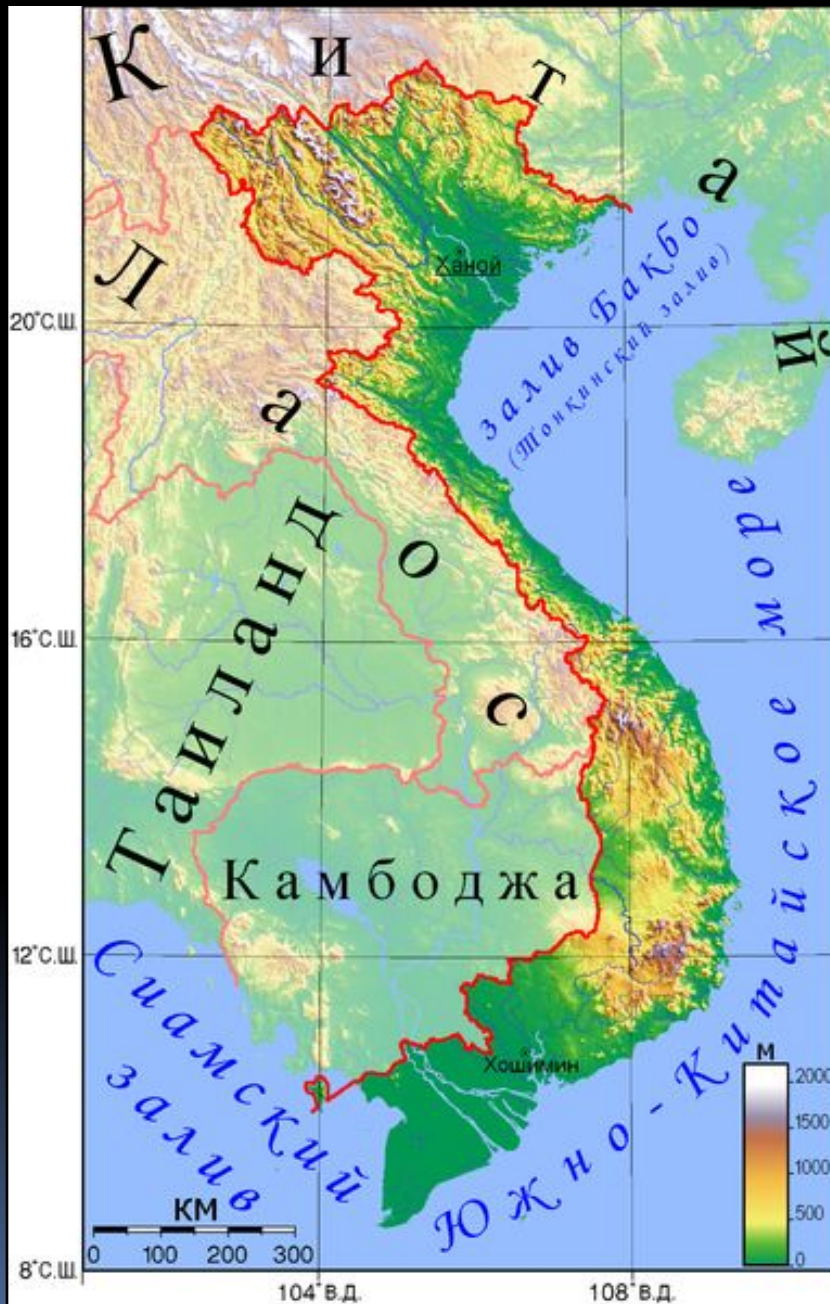 Китай
Ханой
Лаос
залив Бакбо
(Тонкинский залив)
20°С.Ш.
Таиланд
16°С.Ш.
Камбоджа
12°С.Ш.
Сиамский
залив
Хошимин
Южно-Китайское море
М
2000
1500
1000
500
0
КМ
0 100 200 300
8°С.Ш.
104°В.Д. 108°В.Д.